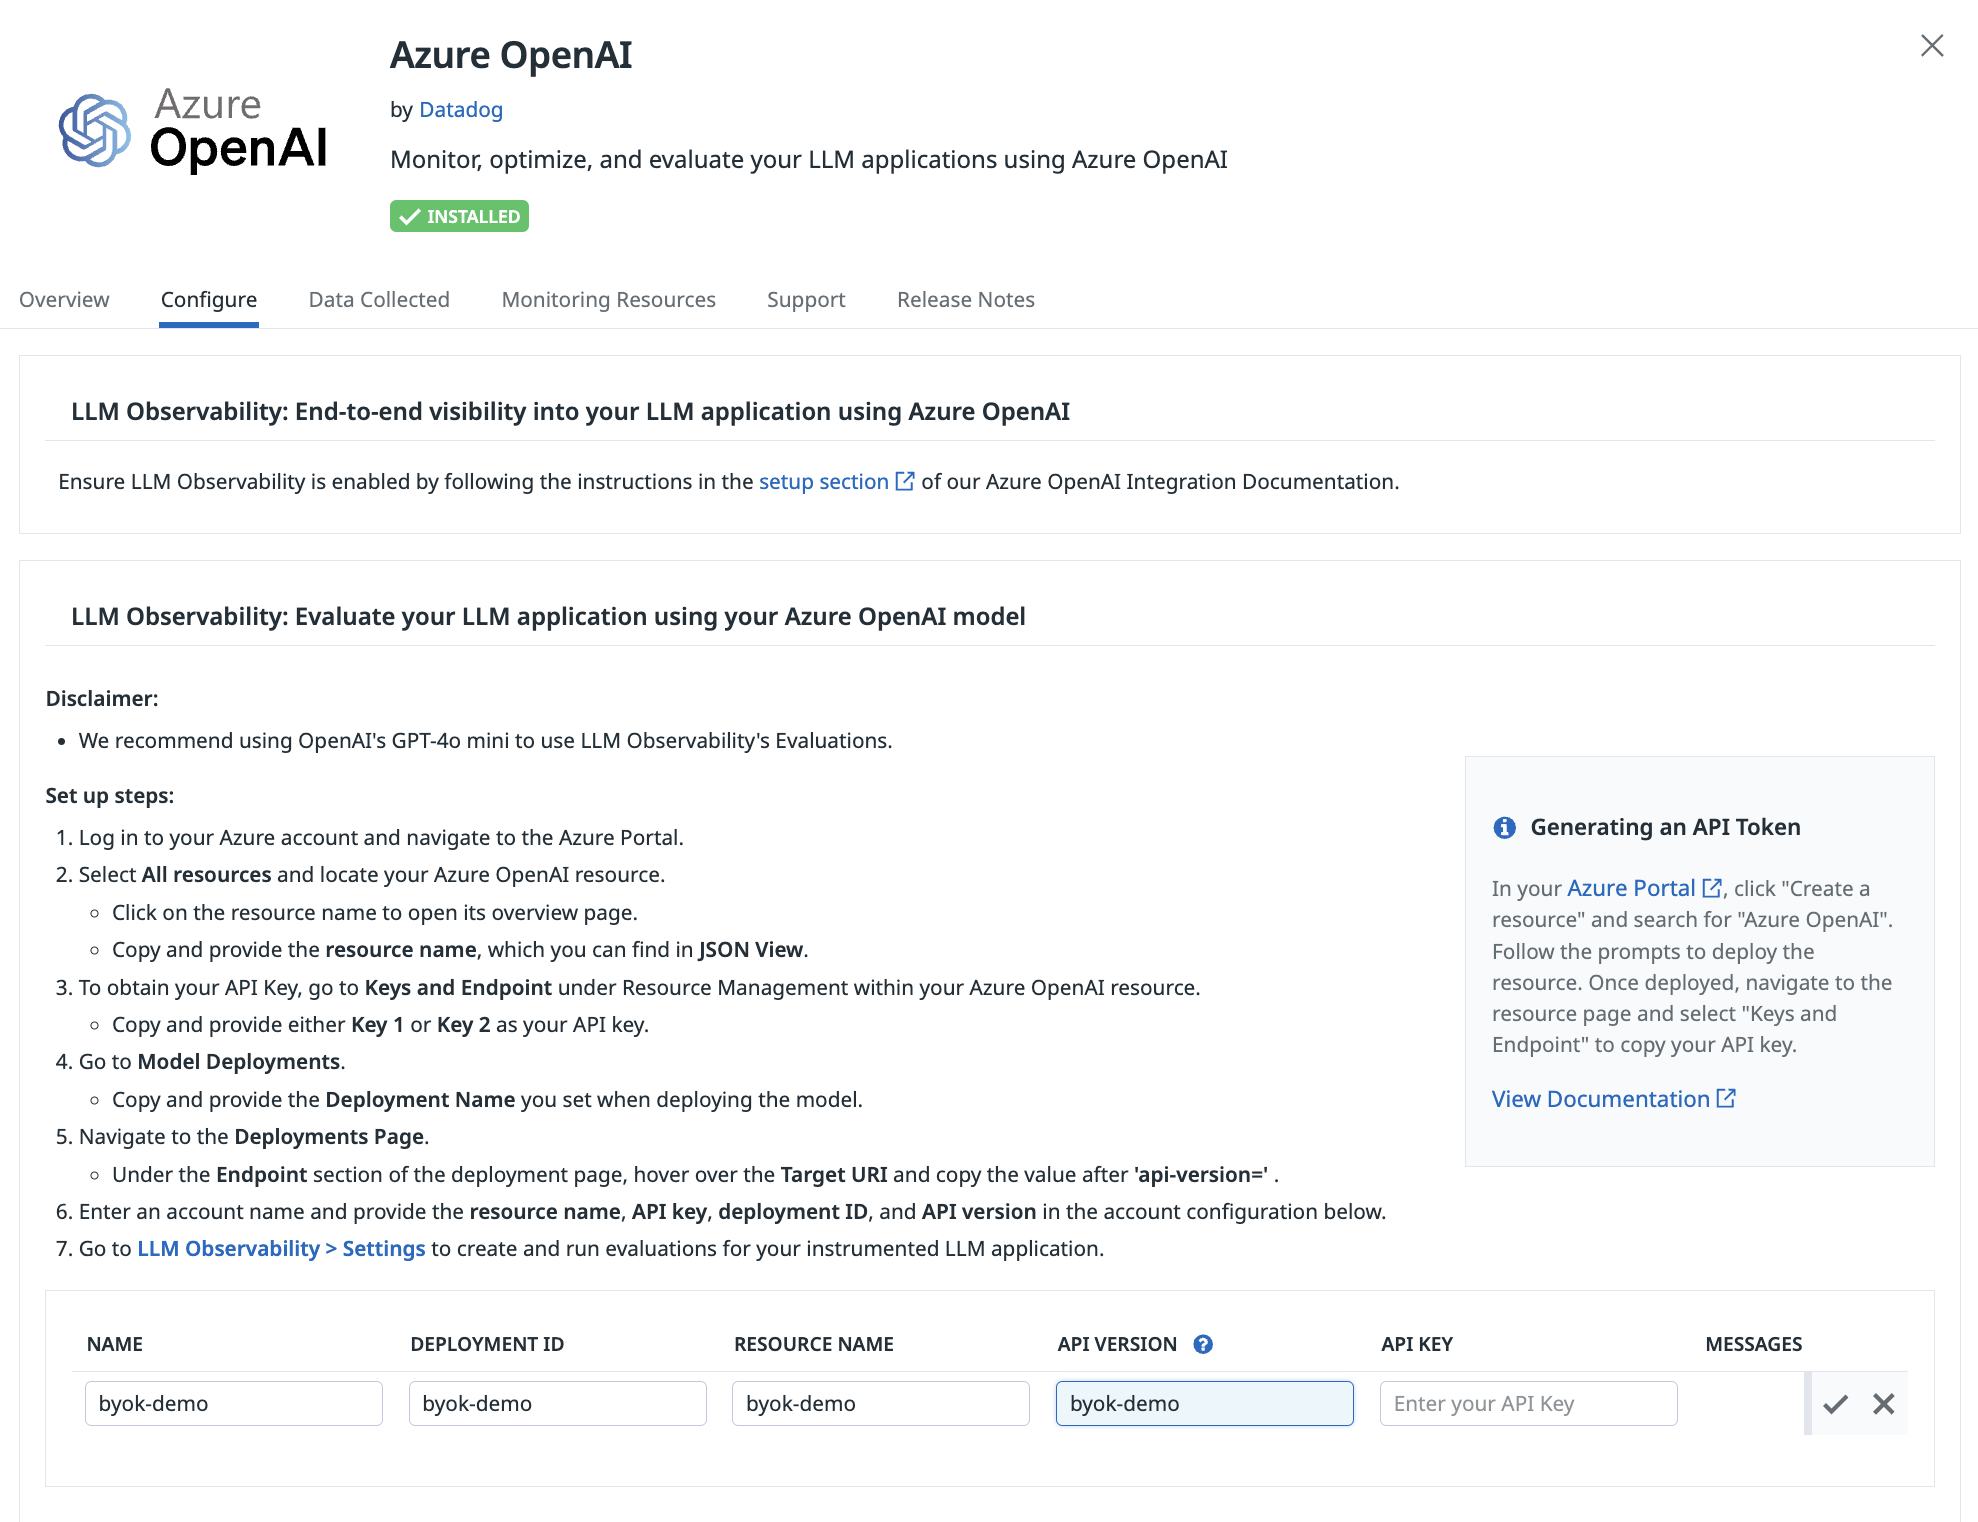 Azure OpenAI
Azure
OpenAI
by Datadog
Monitor, optimize, and evaluate your LLM applications using Azure OpenAI
INSTALLED
Overview Configure Data Collected Monitoring Resources Support Release Notes
LLM Observability: End-to-end visibility into your LLM application using Azure OpenAI
Ensure LLM Observability is enabled by following the instructions in the setup section of our Azure OpenAI Integration Documentation.
LLM Observability: Evaluate your LLM application using your Azure OpenAI model
Disclaimer:
• We recommend using OpenAI's GPT-4o mini to use LLM Observability's Evaluations.
Set up steps:
1. Log in to your Azure account and navigate to the Azure Portal.
2. Select All resources and locate your Azure OpenAI resource.
◦ Click on the resource name to open its overview page.
◦ Copy and provide the resource name, which you can find in JSON View.
3. To obtain your API Key, go to Keys and Endpoint under Resource Management within your Azure OpenAI resource.
◦ Copy and provide either Key 1 or Key 2 as your API key.
4. Go to Model Deployments.
◦ Copy and provide the Deployment Name you set when deploying the model.
5. Navigate to the Deployments Page.
◦ Under the Endpoint section of the deployment page, hover over the Target URI and copy the value after 'api-version=' .
6. Enter an account name and provide the resource name, API key, deployment ID, and API version in the account configuration below.
7. Go to LLM Observability > Settings to create and run evaluations for your instrumented LLM application.
Generating an API Token
In your Azure Portal, click "Create a
resource" and search for "Azure OpenAI".
Follow the prompts to deploy the
resource. Once deployed, navigate to the
resource page and select "Keys and
Endpoint" to copy your API key.
View Documentation
NAME DEPLOYMENT ID RESOURCE NAME API VERSION ? API KEY MESSAGES
byok-demo byok-demo byok-demo byok-demo Enter your API Key